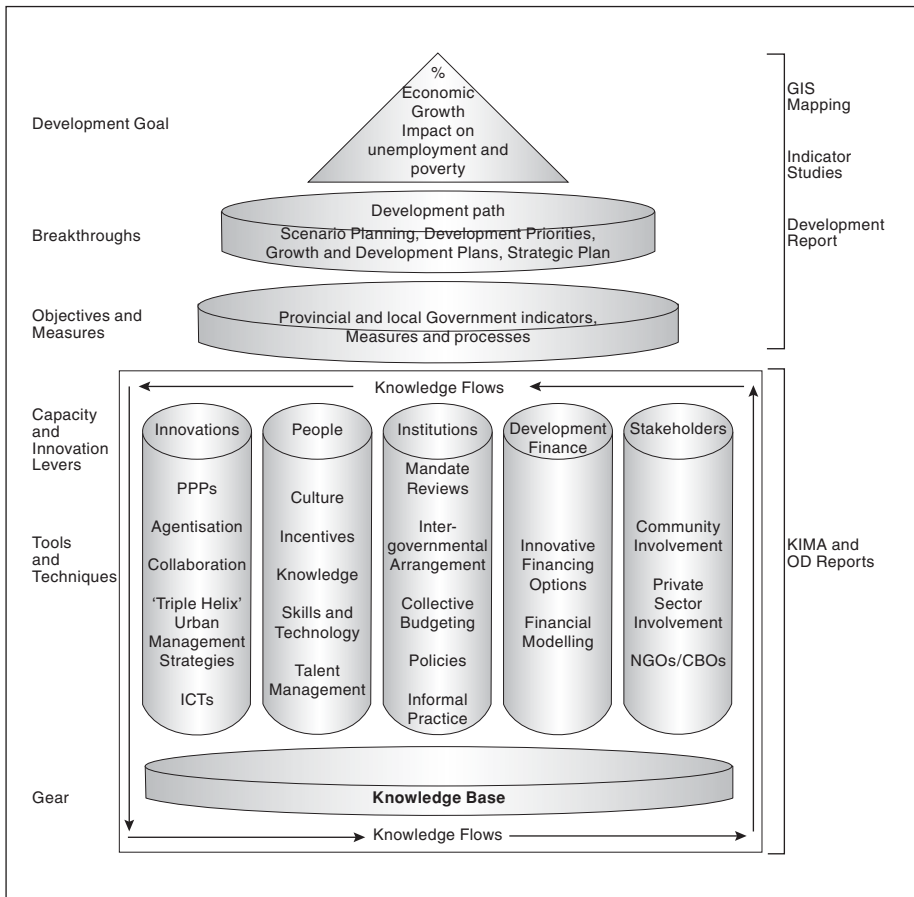 Development Goal
%
Economic
Growth
Impact on
unemployment and
poverty
GIS
Mapping
Indicator
Studies
Development
Report
Breakthroughs
Development path
Scenario Planning, Development Priorities,
Growth and Development Plans, Strategic Plan
Objectives and
Measures
Provincial and local Government indicators,
Measures and processes
Knowledge Flows
Capacity
and
Innovation
Levers
Tools
and
Techniques
Innovations
PPPs
Agentisation
Collaboration
‘Triple Helix’
Urban
Management
Strategies
ICTs
People
Culture
Incentives
Knowledge
Skills and
Technology
Talent
Management
Institutions
Mandate
Reviews
Inter-
governmental
Arrangement
Collective
Budgeting
Policies
Informal
Practice
Development
Finance
Innovative
Financing
Options
Financial
Modelling
Stakeholders
Community
Involvement
Private
Sector
Involvement
NGOs/CBOs
KIMA and
OD Reports
Gear
Knowledge Base
Knowledge Flows